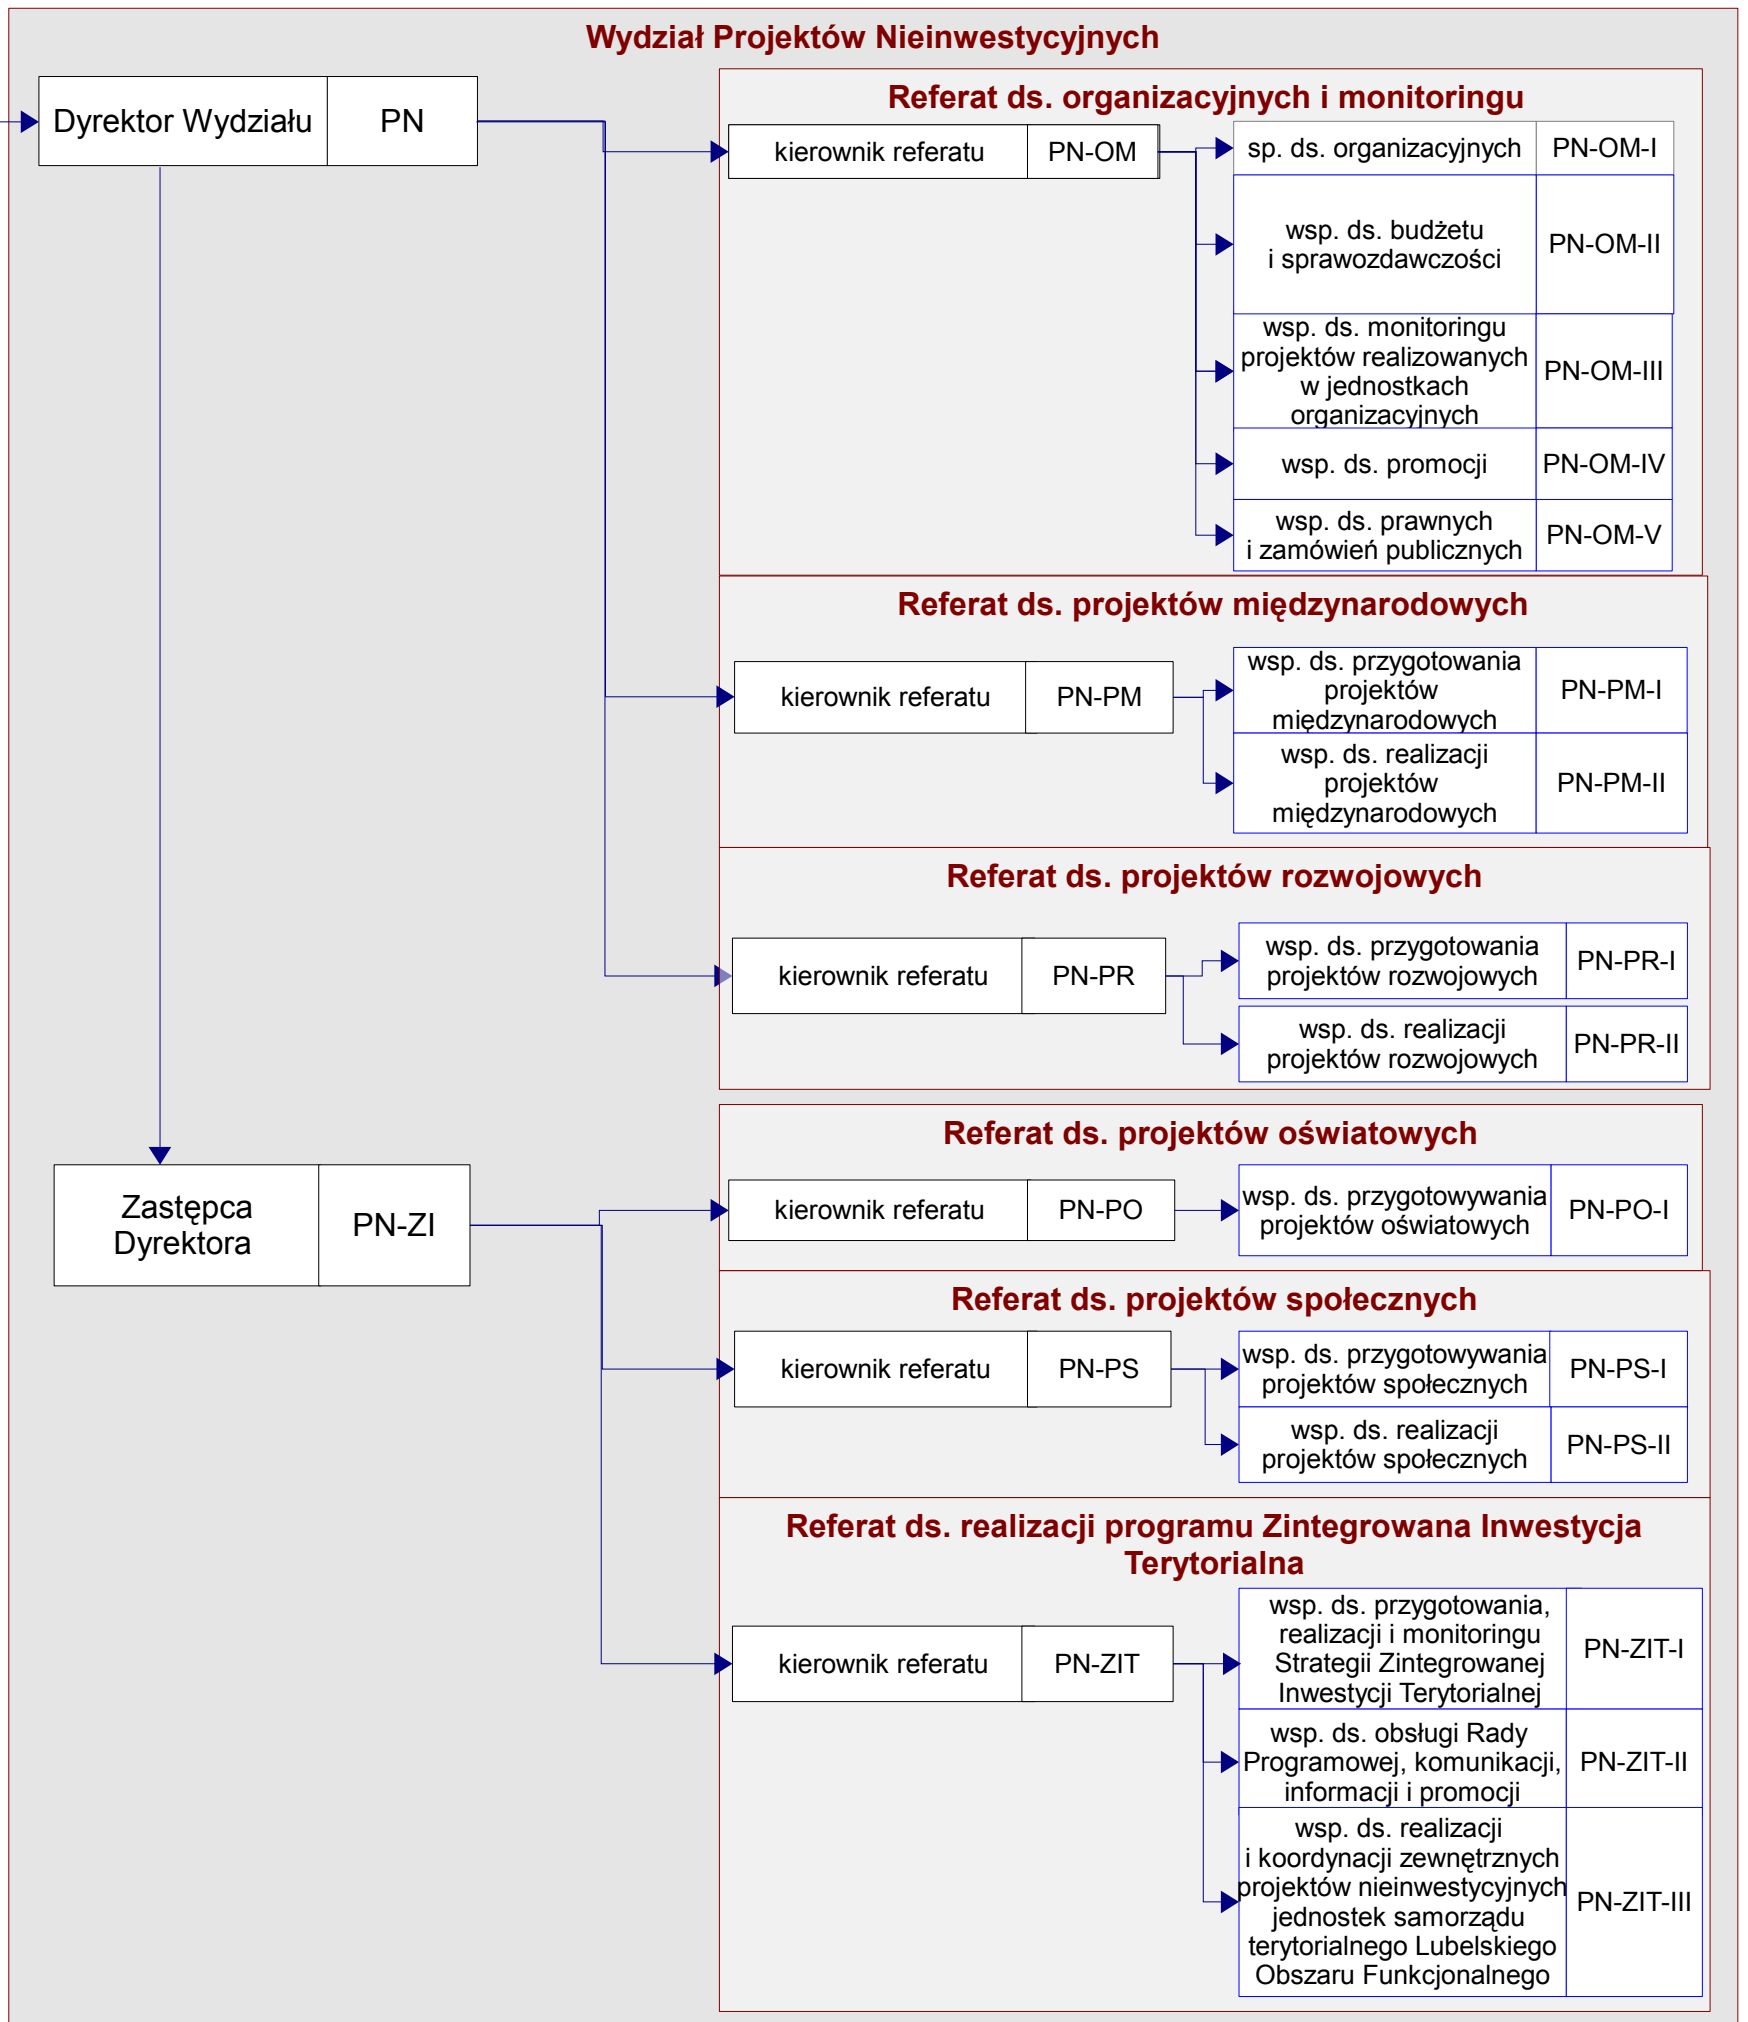 Wydział Projektów Nieinwestycyjnych
Dyrektor Wydziału
PN
Referat ds. organizacyjnych i monitoringu
kierownik referatu
PN-OM
sp. ds. organizacyjnych
PN-OM-I
wsp. ds. budżetu
i sprawozdawczości
PN-OM-II
wsp. ds. monitoringu
projektów realizowanych
w jednostkach
organizacyjnych
PN-OM-III
wsp. ds. promocji
PN-OM-IV
wsp. ds. prawnych
i zamówień publicznych
PN-OM-V
Referat ds. projektów międzynarodowych
kierownik referatu
PN-PM
wsp. ds. przygotowania
projektów
międzynarodowych
PN-PM-I
wsp. ds. realizacji
projektów
międzynarodowych
PN-PM-II
Referat ds. projektów rozwojowych
kierownik referatu
PN-PR
wsp. ds. przygotowania
projektów rozwojowych
PN-PR-I
wsp. ds. realizacji
projektów rozwojowych
PN-PR-II
Zastępca
Dyrektora
PN-ZI
Referat ds. projektów oświatowych
kierownik referatu
PN-PO
wsp. ds. przygotowywania
projektów oświatowych
PN-PO-I
Referat ds. projektów społecznych
kierownik referatu
PN-PS
wsp. ds. przygotowywania
projektów społecznych
PN-PS-I
wsp. ds. realizacji
projektów społecznych
PN-PS-II
Referat ds. realizacji programu Zintegrowana Inwestycja
Terytorialna
kierownik referatu
PN-ZIT
wsp. ds. przygotowania,
realizacji i monitoringu
Strategii Zintegrowanej
Inwestycji Terytorialnej
PN-ZIT-I
wsp. ds. obsługi Rady
Programowej, komunikacji,
informacji i promocji
PN-ZIT-II
wsp. ds. realizacji
i koordynacji zewnętrznych
projektów nieinwestycyjnych
jednostek samorządu
terytorialnego Lubelskiego
Obszaru Funkcjonalnego
PN-ZIT-III